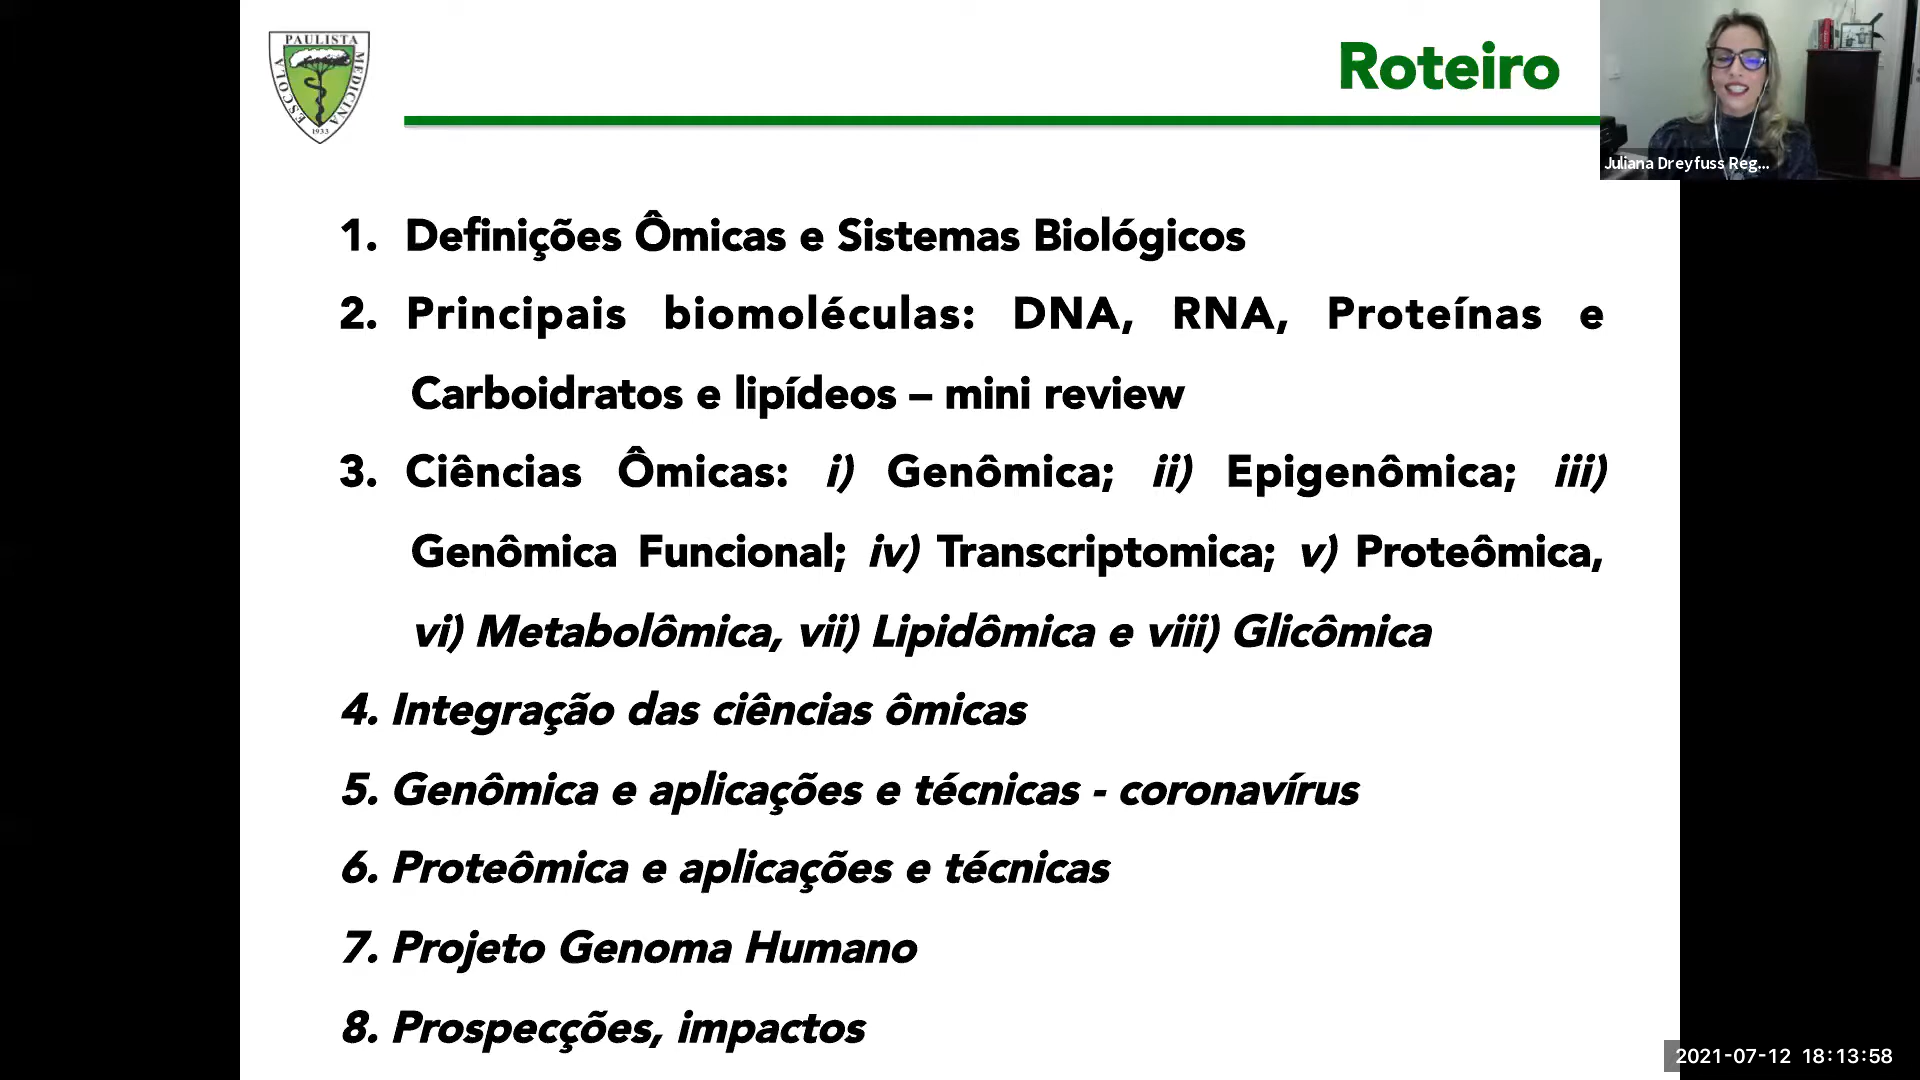 ESCOLA PAULISTA MEDICINA
1933
Roteiro
Juliana Dreyfuss Reg...
1. Definições Ômicas e Sistemas Biológicos
2. Principais biomoléculas: DNA, RNA, Proteínas e
Carboidratos e lipídeos – mini review
3. Ciências Ômicas: i) Genômica; ii) Epigenômica; iii)
Genômica Funcional; iv) Transcriptomica; v) Proteômica,
vi) Metabolômica, vii) Lipidômica e viii) Glicômica
4. Integração das ciências ômicas
5. Genômica e aplicações e técnicas - coronavírus
6. Proteômica e aplicações e técnicas
7. Projeto Genoma Humano
8. Prospecções, impactos
2021-07-12 18:13:58